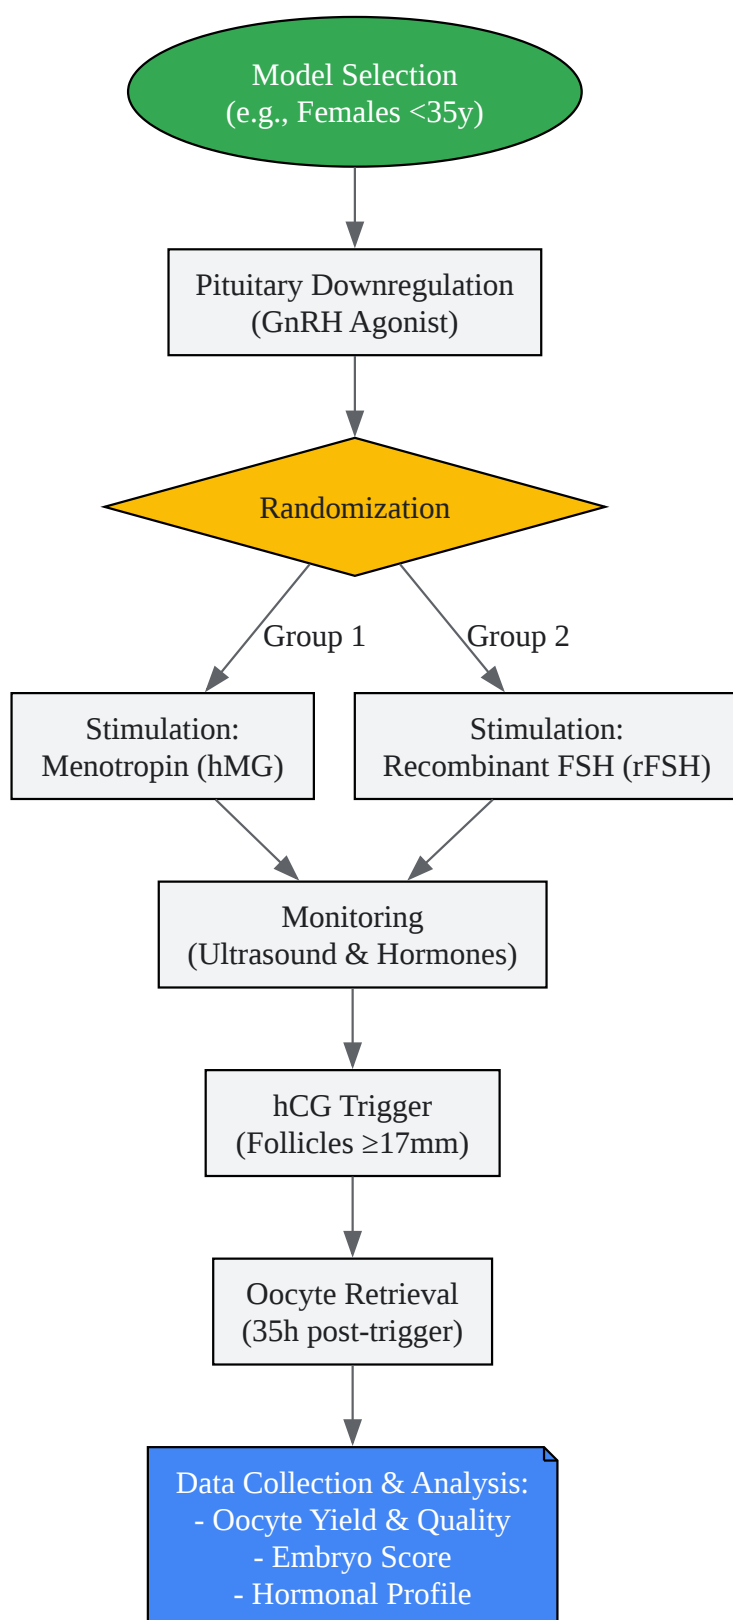 Model Selection
(e.g., Females <35y)
Pituitary Downregulation
(GnRH Agonist)
Randomization
Group 1
Group 2
Stimulation:
Menotropin (hMG)
Stimulation:
Recombinant FSH (rFSH)
Monitoring
(Ultrasound & Hormones)
hCG Trigger
(Follicles ≥17mm)
Oocyte Retrieval
(35h post-trigger)
Data Collection & Analysis:
- Oocyte Yield & Quality
- Embryo Score
- Hormonal Profile